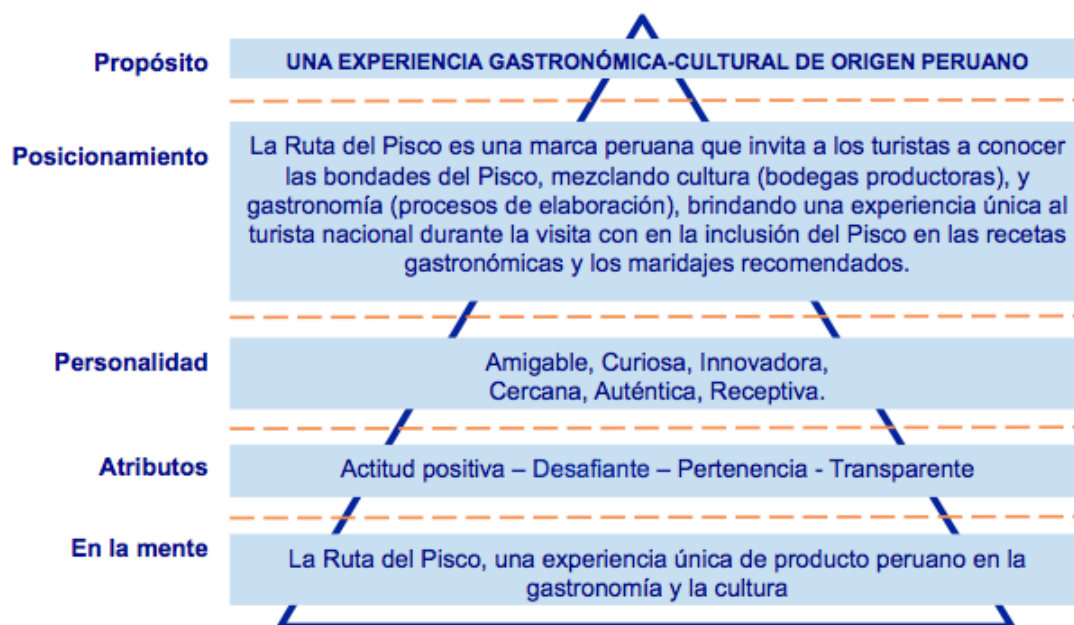 Propósito
UNA EXPERIENCIA GASTRONÓMICA-CULTURAL DE ORIGEN PERUANO
Posicionamiento
La Ruta del Pisco es una marca peruana que invita a los turistas a conocer
las bondades del Pisco, mezclando cultura (bodegas productoras), y
gastronomía (procesos de elaboración), brindando una experiencia única al
turista nacional durante la visita con en la inclusión del Pisco en las recetas
gastronómicas y los maridajes recomendados.
Personalidad
Amigable, Curiosa, Innovadora,
Cercana, Auténtica, Receptiva.
Atributos
Actitud positiva – Desafiante – Pertenencia - Transparente
En la mente
La Ruta del Pisco, una experiencia única de producto peruano en la
gastronomía y la cultura